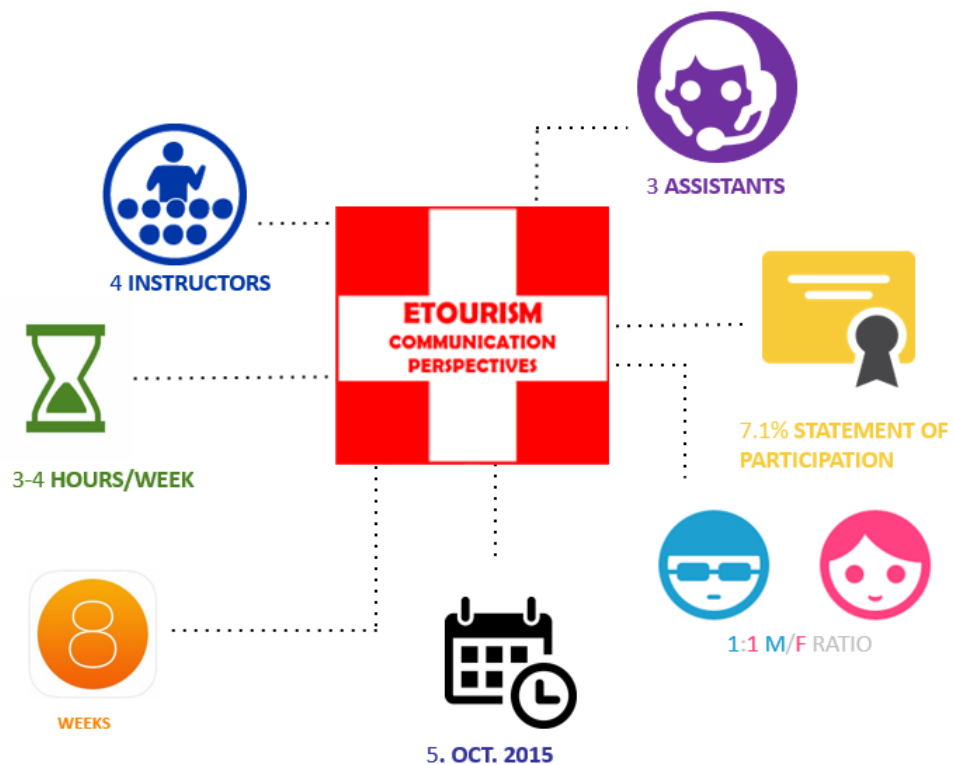 3 ASSISTANTS
4 INSTRUCTORS
ETOURISM
COMMUNICATION
PERSPECTIVES
7.1% STATEMENT OF
PARTICIPATION
3-4 HOURS/WEEK
8
WEEKS
1:1 M/F RATIO
5. OCT. 2015